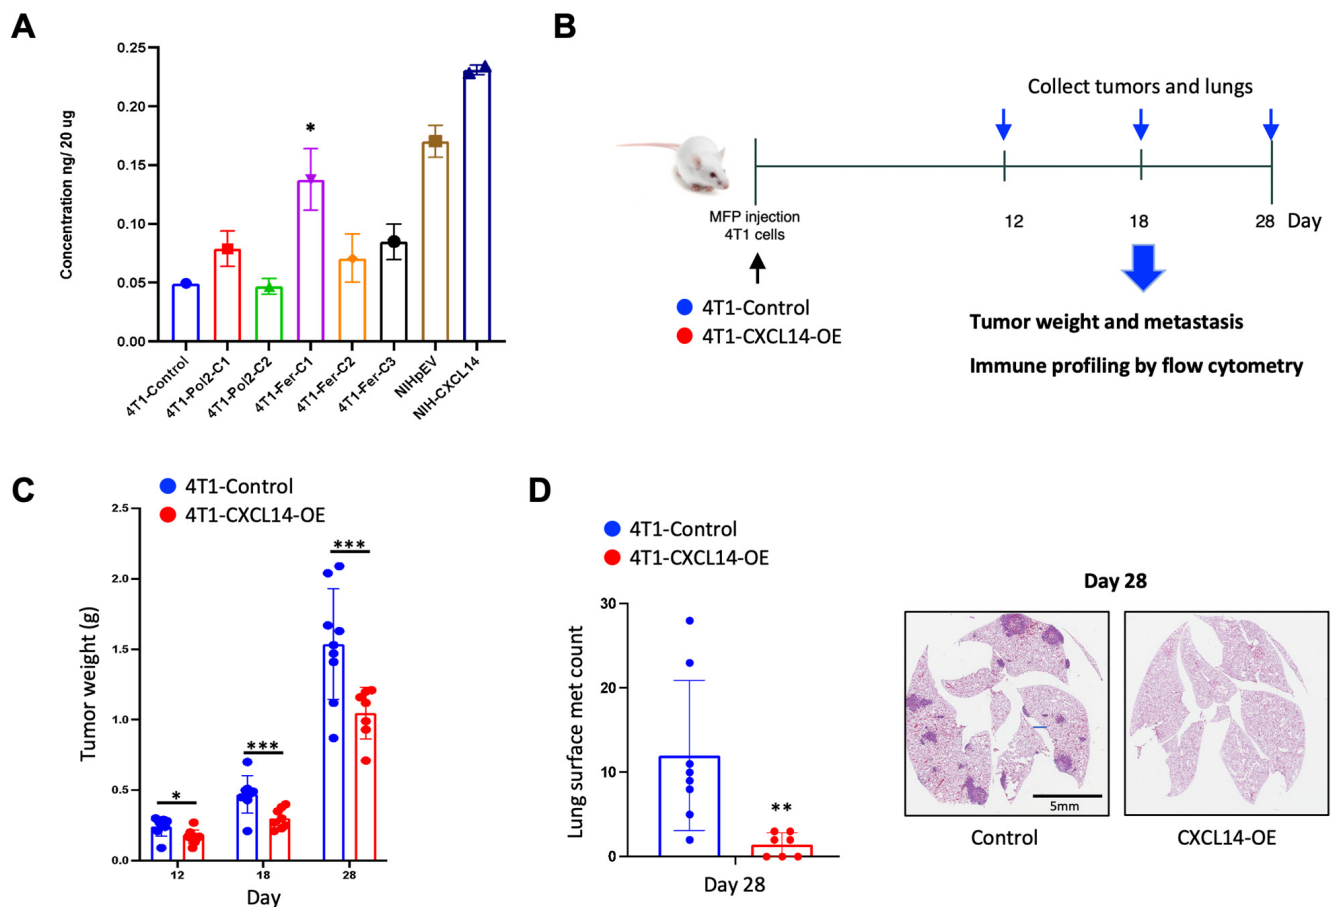 A
Concentration ng/ 20 ug
0.25
0.20
0.15
0.10
0.05
0.00
*
4T1-Control
4T1-Pol2-C1
4T1-Pol2-C2
4T1-Fer-C1
4T1-Fer-C2
4T1-Fer-C3
NIHpEV
NIH-CXCL14
B
Collect tumors and lungs
MFP injection
4T1 cells
12 18 28 Day
4T1-Control
4T1-CXCL14-OE
Tumor weight and metastasis
Immune profiling by flow cytometry
C
4T1-Control
4T1-CXCL14-OE
Tumor weight (g)
2.5
2.0
1.5
1.0
0.5
0.0
*
***
***
12 18 28
Day
D
4T1-Control
4T1-CXCL14-OE
Lung surface met count
30
20
10
0
**
Day 28
Day 28
5mm
Control CXCL14-OE